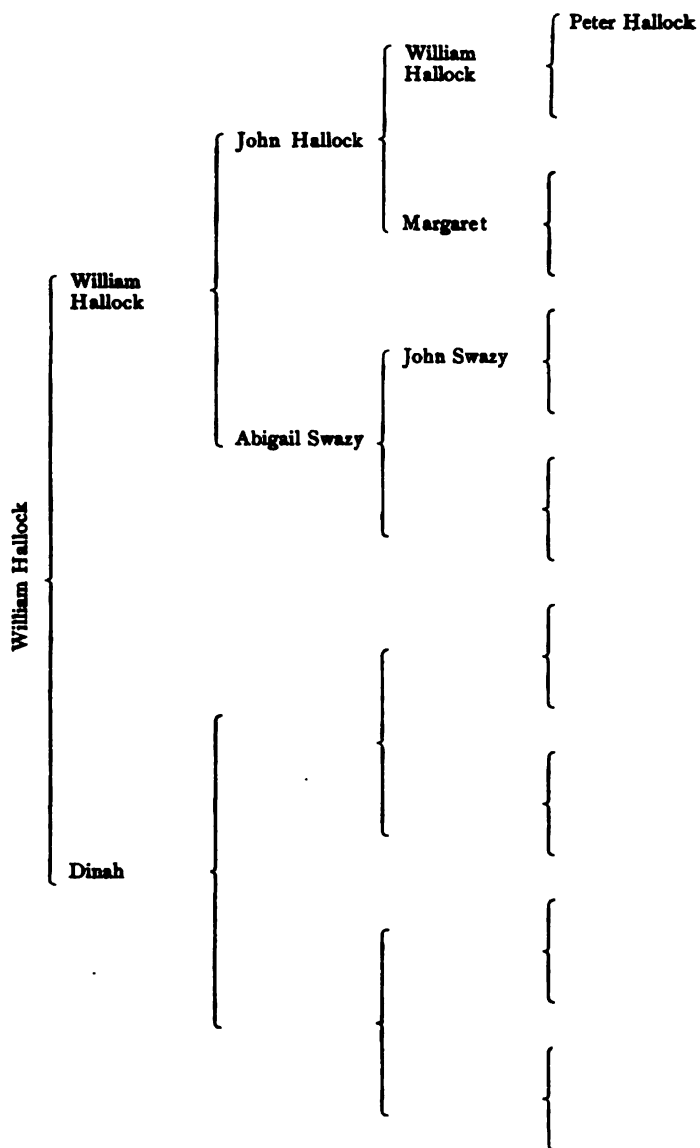 Peter Hallock
William
Hallock
John Hallock
Margaret
William
Hallock
John Swazy
Abigail Swazy
William Hallock
Dinah